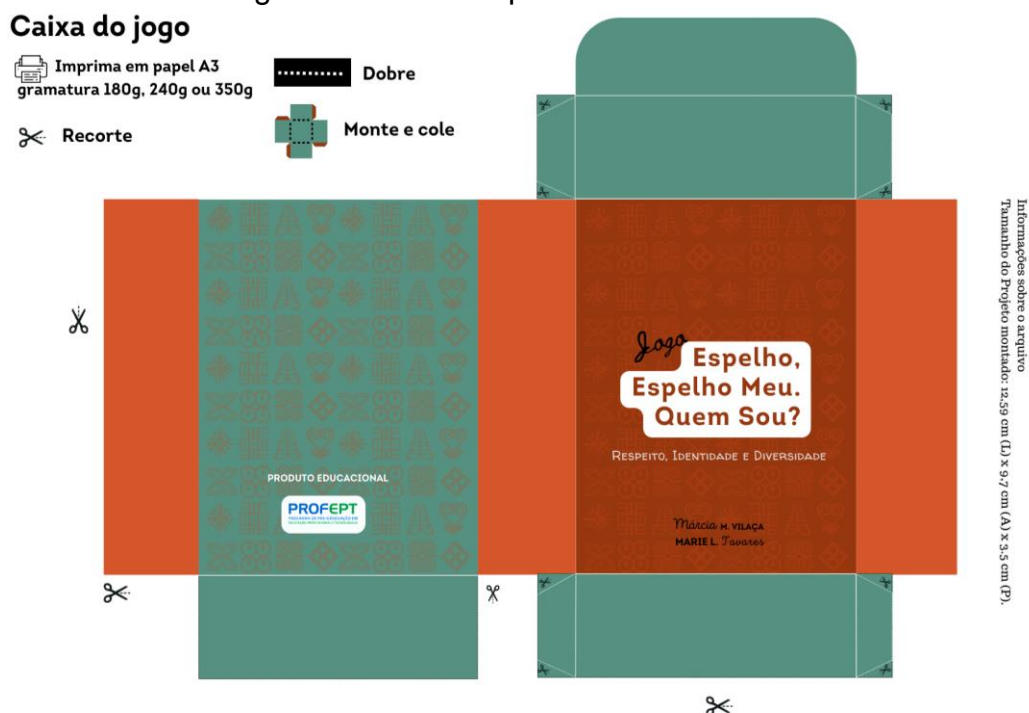 Caixa do jogo
Imprima em papel A3
gramatura 180g, 240g ou 350g
Dobre
Recorte
Monte e cole
Jogo
Espelho,
Espelho Meu.
Quem Sou?
RESPEITO, IDENTIDADE E DIVERSIDADE
PRODUTO EDUCACIONAL
PROFEPT
Márcia M. VILAÇA
MARIE L. Tavares
Informações sobre o arquivo
Tamanho do Projeto montado: 12,59 cm (L) x 9,7 cm (A) x 3,5 cm (P).